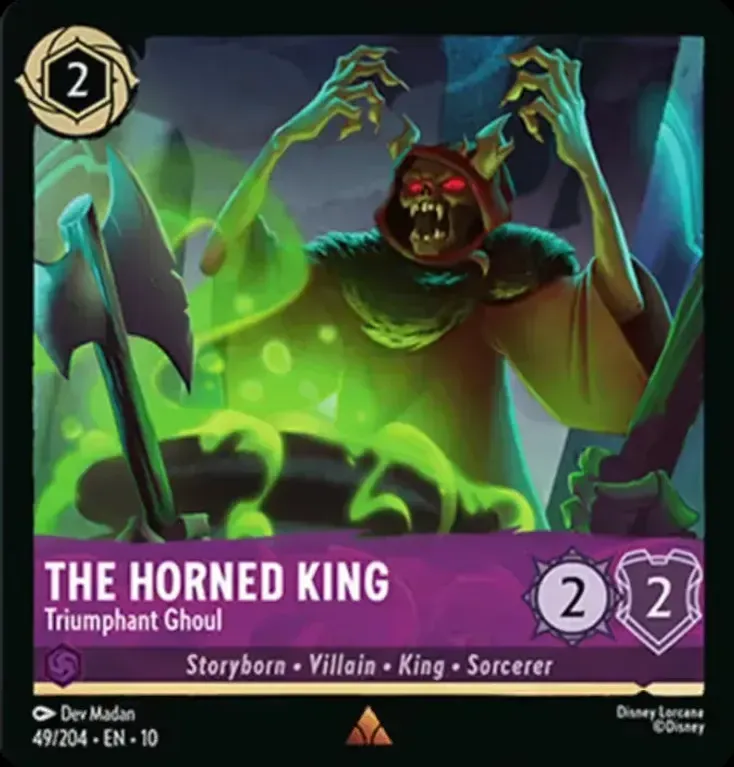 2
THE HORNED KING
Triumphant Ghoul
2 2
Storyborn • Villain • King • Sorcerer
Dev Madan
49/204 • EN • 10
Disney Lorcana
©Disney